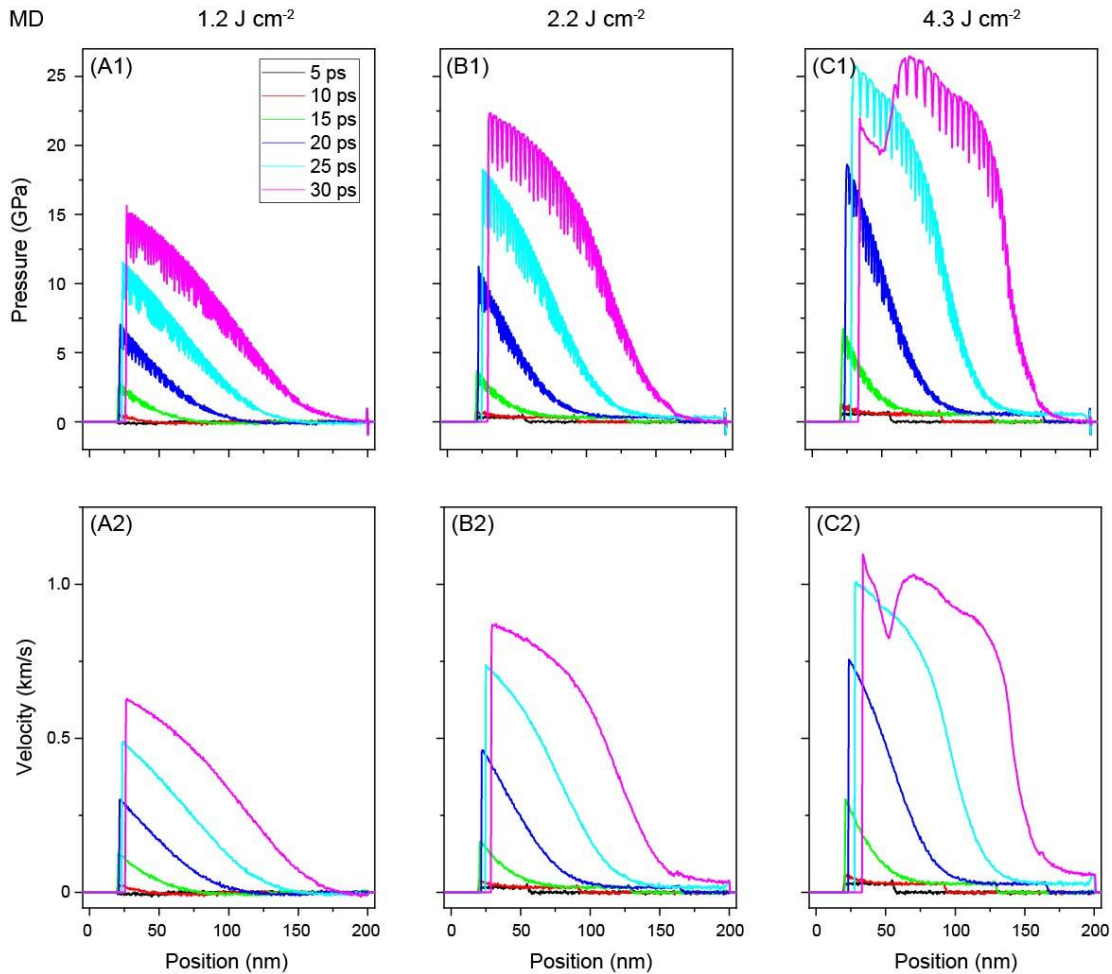 MD 1.2 J cm⁻² 2.2 J cm⁻² 4.3 J cm⁻²
(A1) (B1) (C1)
5 ps
10 ps
15 ps
20 ps
25 ps
30 ps
25
20
15
10
5
0
Pressure (GPa)
(A2) (B2) (C2)
1.0
0.5
0
Velocity (km/s)
0 50 100 150 200 0 50 100 150 200 0 50 100 150 200
Position (nm) Position (nm) Position (nm)